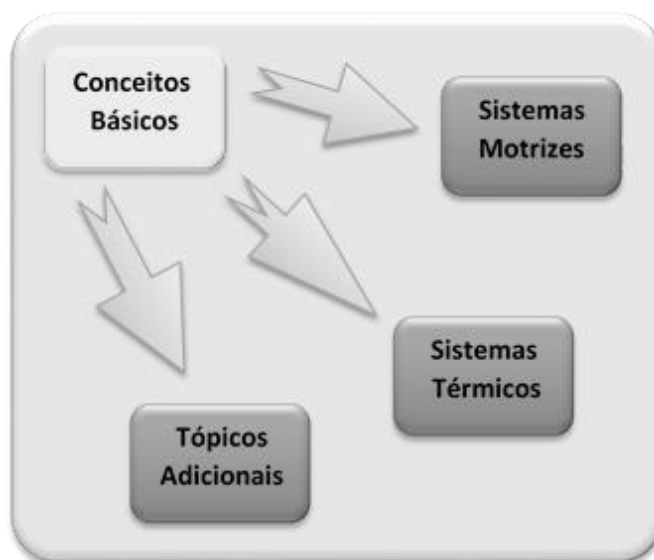 Conceitos
Básicos
Sistemas
Motrizes
Sistemas
Térmicos
Tópicos
Adicionais